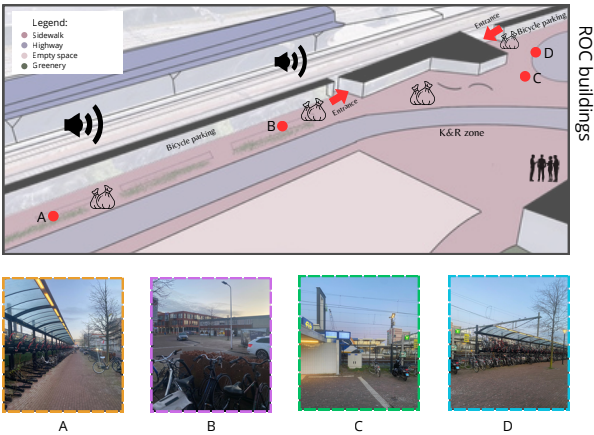 Legend:
Sidewalk
Highway
Empty space
Greenery
Entrance
Bicycle parking
D
C
Entrance
B
Bicycle parking
K&R zone
A
ROC buildings
A
B
C
D